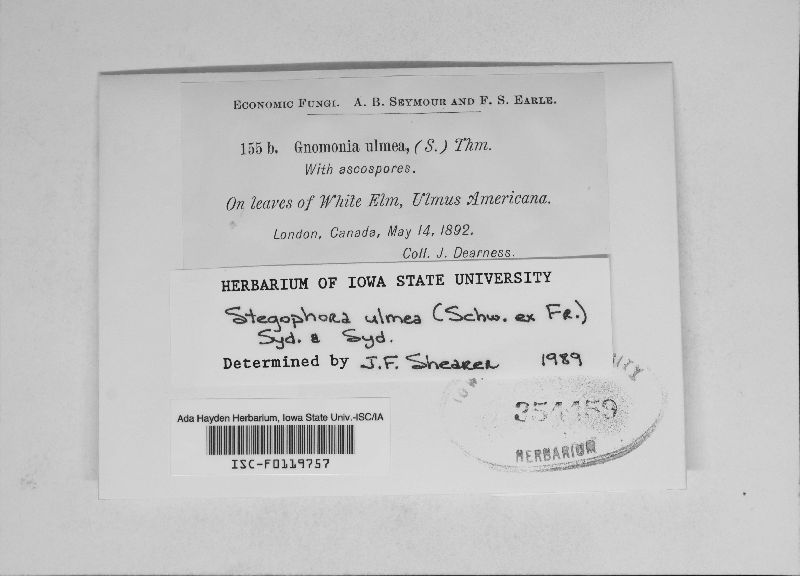 Economic Fungi. A. B. Seymour and F. S. Earle.
155 b. Gnomonia ulmea, (S.) Thm.
With ascospores.
On leaves of White Elm, Ulmus Americana.
London, Canada, May 14, 1892.
Coll. J. Dearness.
HERBARIUM OF IOWA STATE UNIVERSITY
Stegophora ulmea (Schw. ex Fr.)
Syd. & Syd.
Determined by J.F. Shearer 1989
354459
HERBARIUM
Ada Hayden Herbarium, Iowa State Univ.-ISC/IA
ISC-F0119757